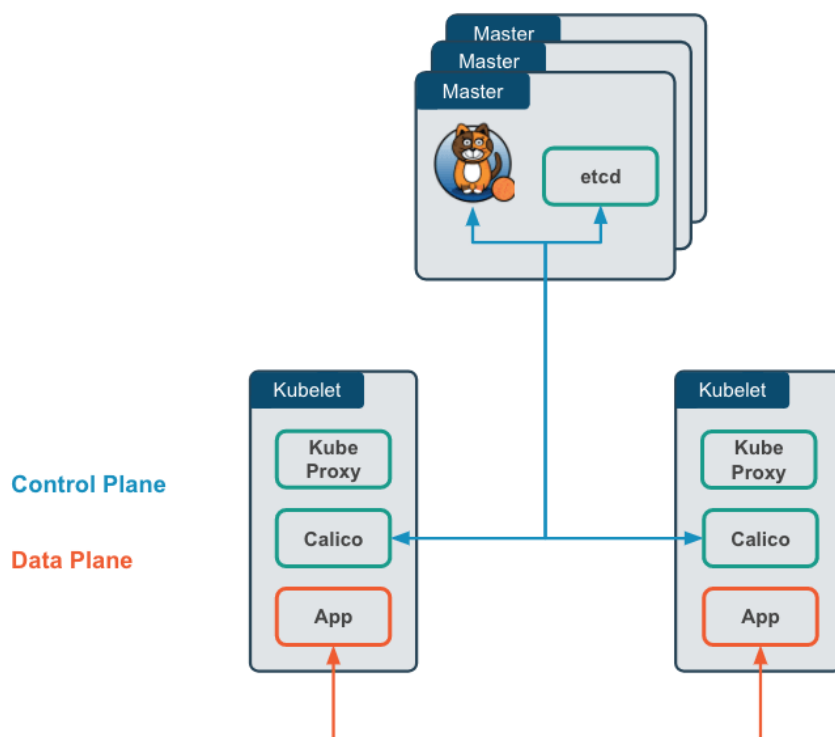 Master
Master
Master
etcd
Kubelet
Kube
Proxy
Calico
App
Kubelet
Kube
Proxy
Calico
App
Control Plane
Data Plane